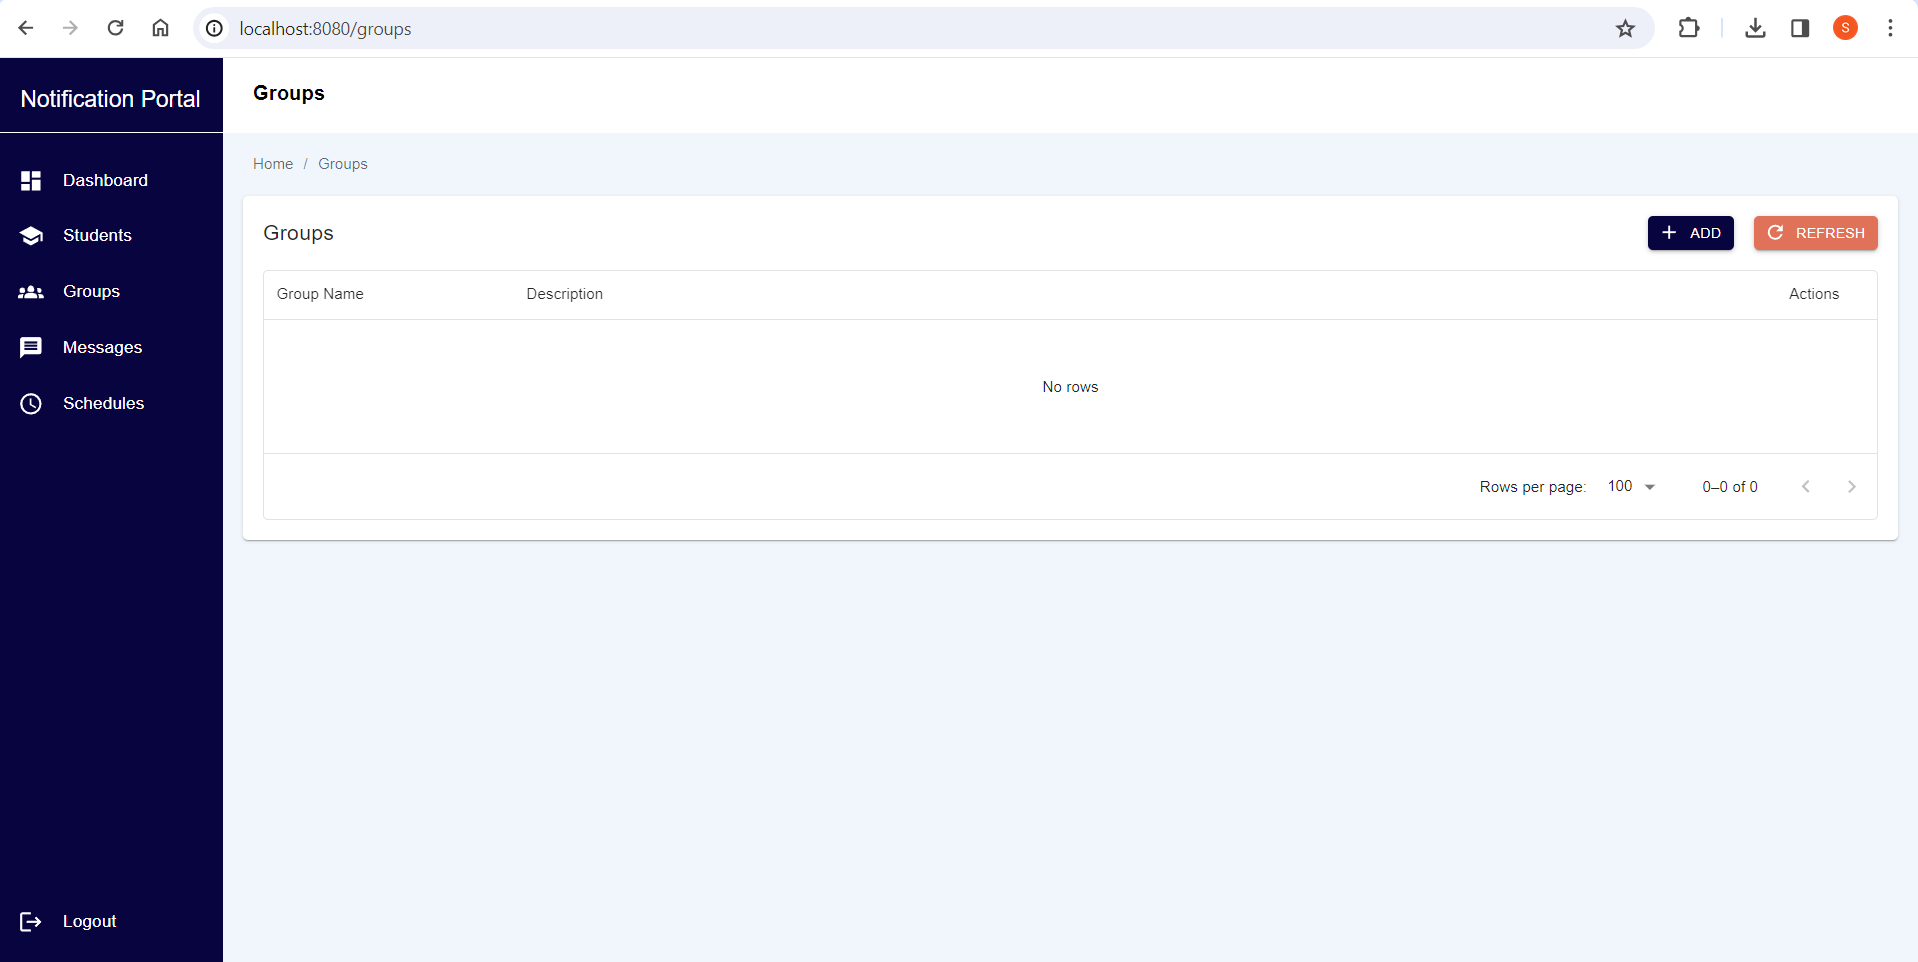 localhost:8080/groups
S
Notification Portal
Groups
Dashboard
Students
Groups
Messages
Schedules
Logout
Home / Groups
Groups
ADD
REFRESH
Group Name Description Actions
No rows
Rows per page: 100 0–0 of 0